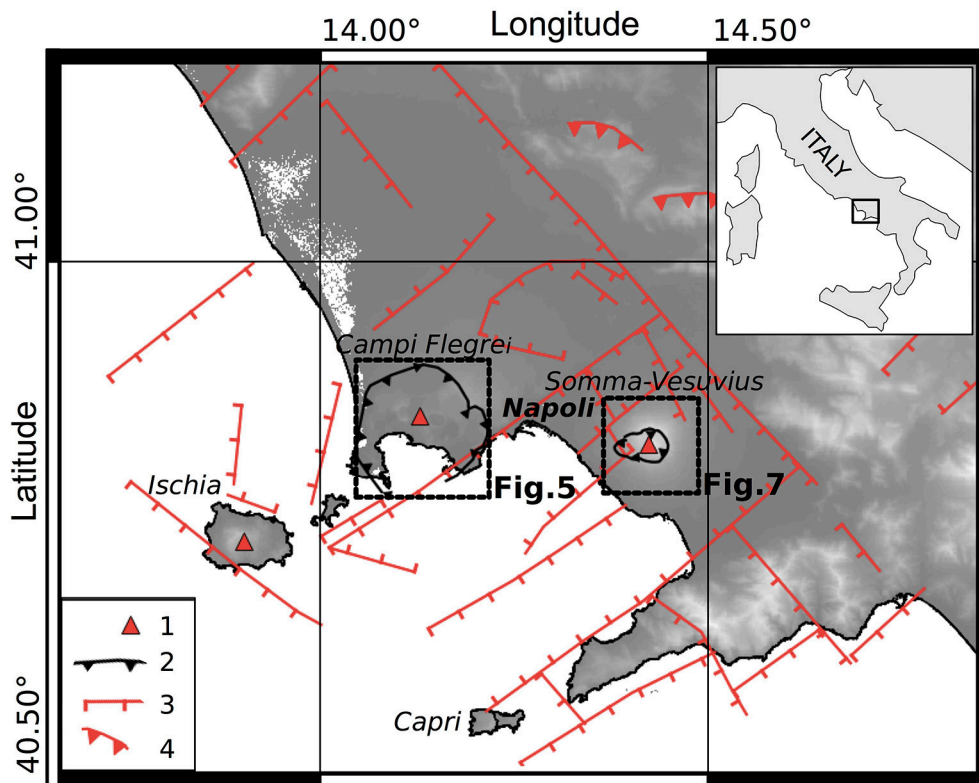 Longitude
14.00°
14.50°
ITALY
41.00°
Campi Flegrei
Somma-Vesuvius
Napoli
Latitude
Ischia
Fig.5
Fig.7
1
2
3
4
40.50°
Capri